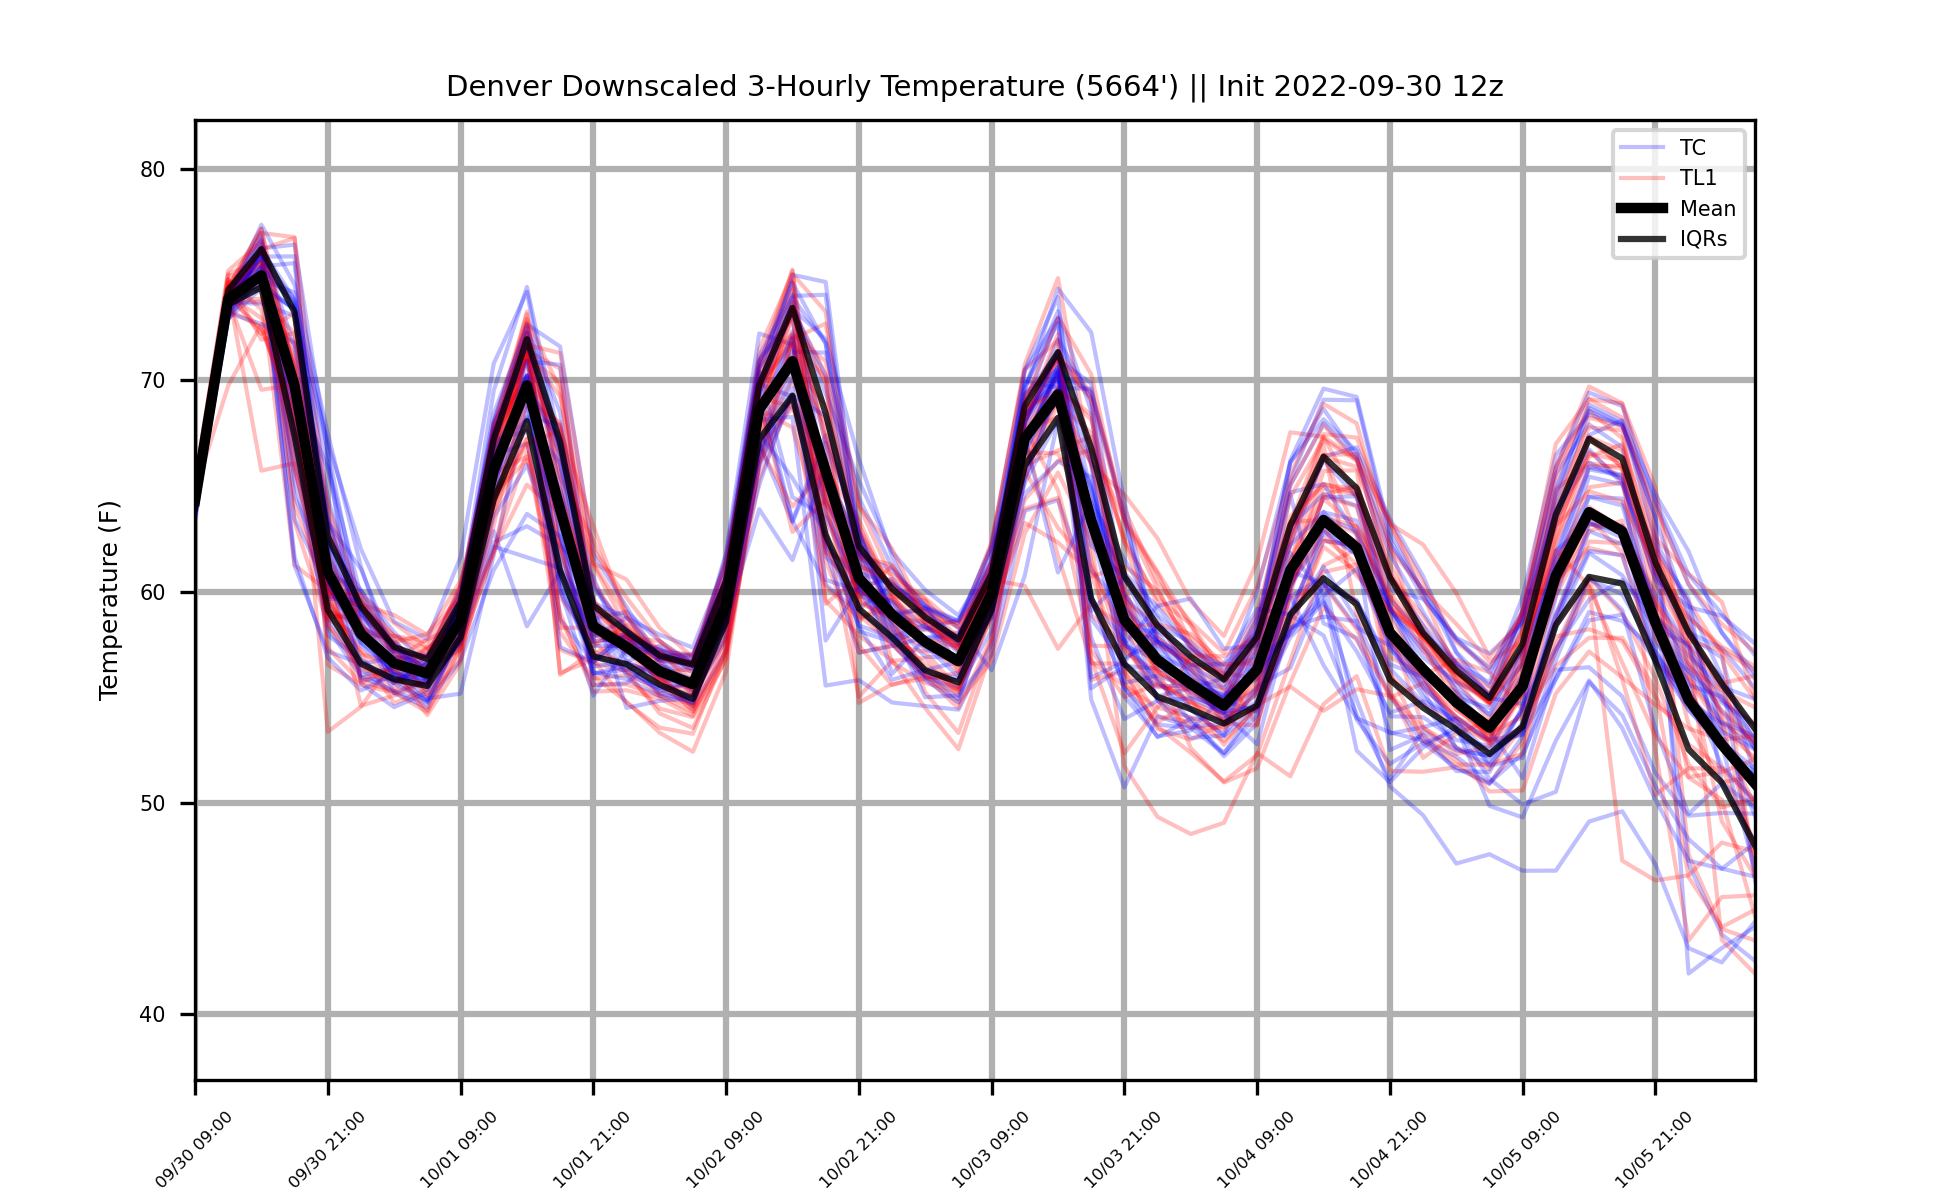 Denver Downscaled 3-Hourly Temperature (5664') || Init 2022-09-30 12z
TC
TL1
Mean
IQRs
Temperature (F)
80
70
60
50
40
09/30 09:00
09/30 21:00
10/01 09:00
10/01 21:00
10/02 09:00
10/02 21:00
10/03 09:00
10/03 21:00
10/04 09:00
10/04 21:00
10/05 09:00
10/05 21:00